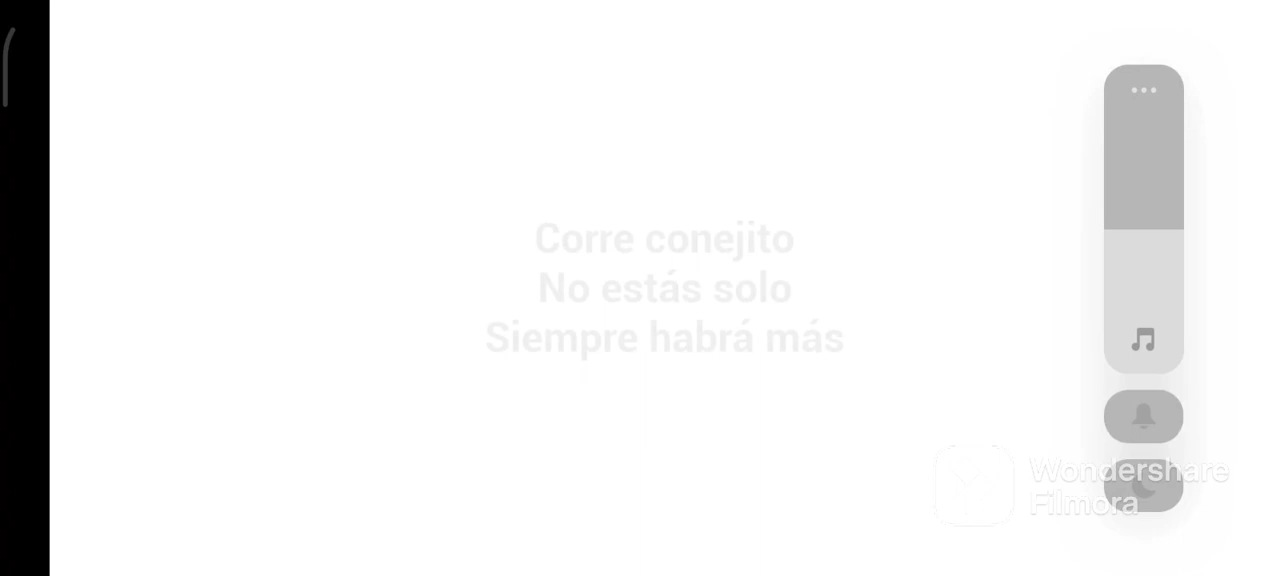 Corre conejito
No estás solo
Siempre habrá más
Wondershare
Filmora